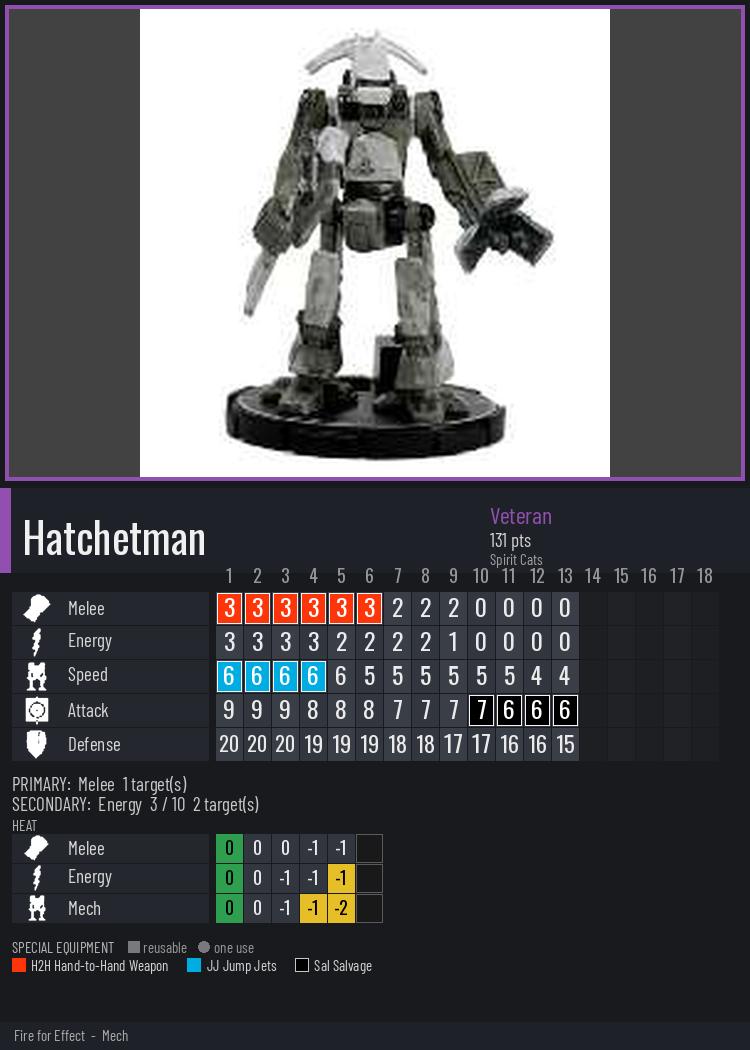 Hatchetman
Veteran
131 pts
Spirit Cats
1 2 3 4 5 6 7 8 9 10 11 12 13 14 15 16 17 18
Melee 3 3 3 3 3 3 2 2 2 0 0 0 0
Energy 3 3 3 3 2 2 2 2 1 0 0 0 0
Speed 6 6 6 6 6 5 5 5 5 5 5 4 4
Attack 9 9 9 8 8 8 7 7 7 7 6 6 6
Defense 20 20 20 19 19 19 18 18 17 17 16 16 15
PRIMARY: Melee 1 target(s)
SECONDARY: Energy 3 / 10 2 target(s)
HEAT
Melee 0 0 0 -1 -1
Energy 0 0 -1 -1 -1
Mech 0 0 -1 -1 -2
SPECIAL EQUIPMENT reusable one use
H2H Hand-to-Hand Weapon JJ Jump Jets Sal Salvage
Fire for Effect - Mech